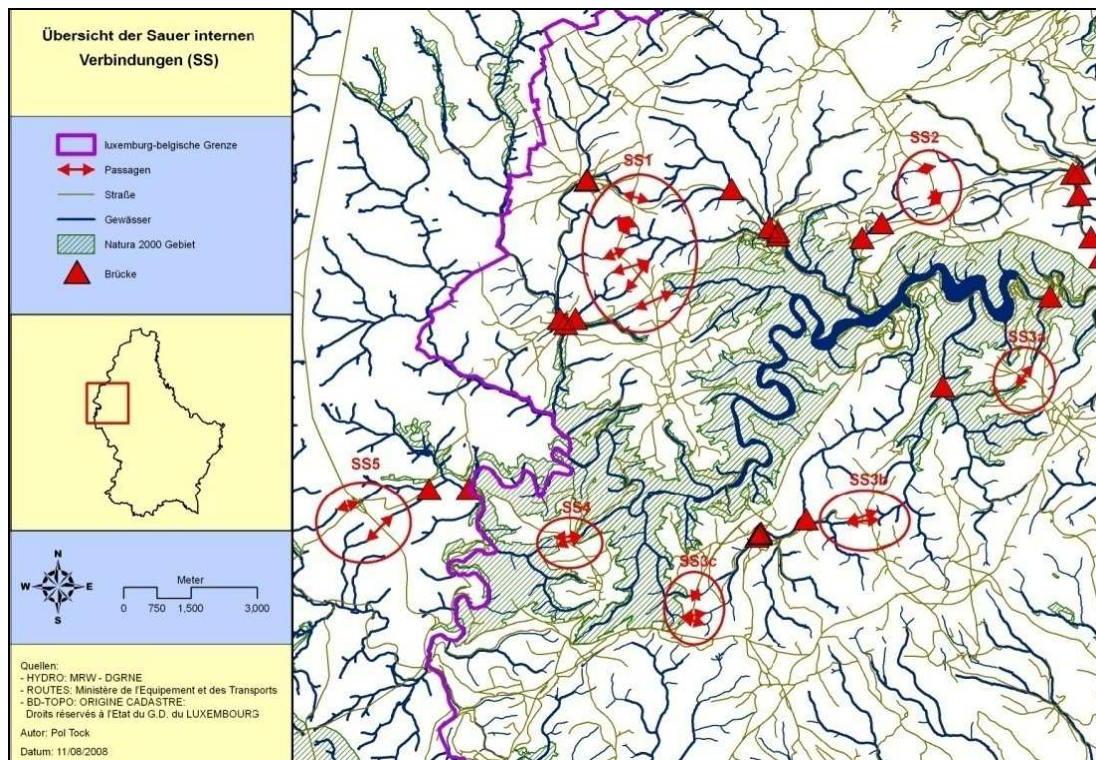 Übersicht der Sauer internen
Verbindungen (SS)
luxemburg-belgische Grenze
Passagen
Straße
Gewässer
Natura 2000 Gebiet
Brücke
N
W E
S
Meter
0 750 1,500 3,000
Quellen:
- HYDRO: MRW - DGRNE
- ROUTES: Ministère de l'Equipement et des Transports
- BD-TOPO: ORIGINE CADASTRE:
Droits réservés à l'Etat du G.D. du LUXEMBOURG
Autor: Pol Tock
Datum: 11/08/2008
SS1
SS2
SS3a
SS5
SS4
SS3b
SS3c